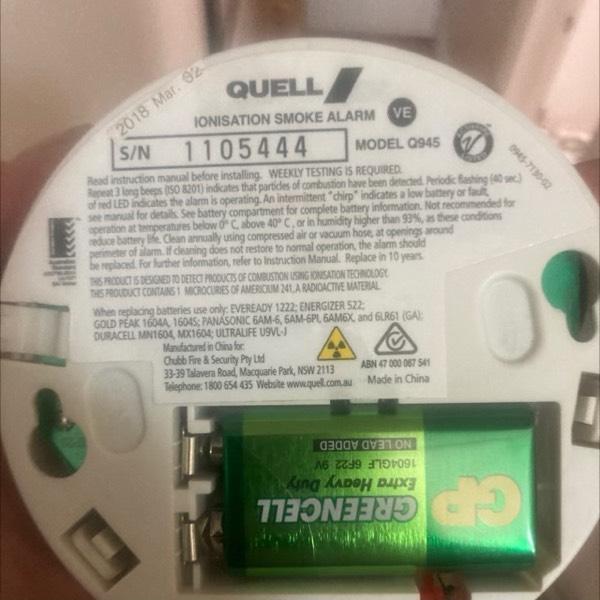 2018 Mar. 02
QUELL
IONISATION SMOKE ALARM VE
S/N 1105444 MODEL Q945
0945-7190-02
Read instruction manual before installing. WEEKLY TESTING IS REQUIRED.
Repeat 3 long beeps (ISO 8201) indicates that particles of combustion have been detected. Periodic flashing (40 sec.)
of red LED indicates the alarm is operating. An intermittent "chirp" indicates a low battery or fault,
see manual for details. See battery compartment for complete battery information. Not recommended for
operation at temperatures below 0° C, above 40° C, or in humidity higher than 93%, as these conditions
reduce battery life. Clean annually using compressed air or vacuum hose, at openings around
perimeter of alarm. If cleaning does not restore to normal operation, the alarm should
be replaced. For further information, refer to Instruction Manual. Replace in 10 years.
THIS PRODUCT IS DESIGNED TO DETECT PRODUCTS OF COMBUSTION USING IONISATION TECHNOLOGY.
THIS PRODUCT CONTAINS 1 MICROCURIES OF AMERICIUM 241, A RADIOACTIVE MATERIAL
When replacing batteries use only: EVEREADY 1222; ENERGIZER 522;
GOLD PEAK 1604A, 1604S; PANASONIC 6AM-6, 6AM-6PI, 6AM6X, and 6LR61 (GA);
DURACELL MN1604, MX1604; ULTRALIFE U9VL-J
Manufactured in China for:
Chubb Fire & Security Pty Ltd
33-39 Talavera Road, Macquarie Park, NSW 2113
Telephone: 1800 654 435 Website www.quell.com.au
ABN 47 000 067 541
Made in China
GP
GREENCELL
Extra Heavy Duty
1604GLF 6F22 9V
NO LEAD ADDED